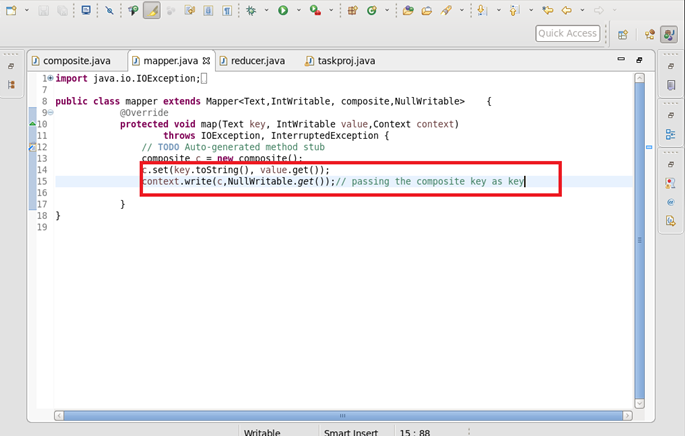 Quick Access
composite.java
mapper.java
reducer.java
taskproj.java
1 import java.io.IOException;
7
8 public class mapper extends Mapper<Text,IntWritable, composite,NullWritable> {
9 @Override
10 protected void map(Text key, IntWritable value,Context context)
11 throws IOException, InterruptedException {
12 // TODO Auto-generated method stub
13 composite c = new composite();
14 c.set(key.toString(), value.get());
15 context.write(c,NullWritable.get());// passing the composite key as key
16
17 }
18 }
19
Writable
Smart Insert
15 : 88